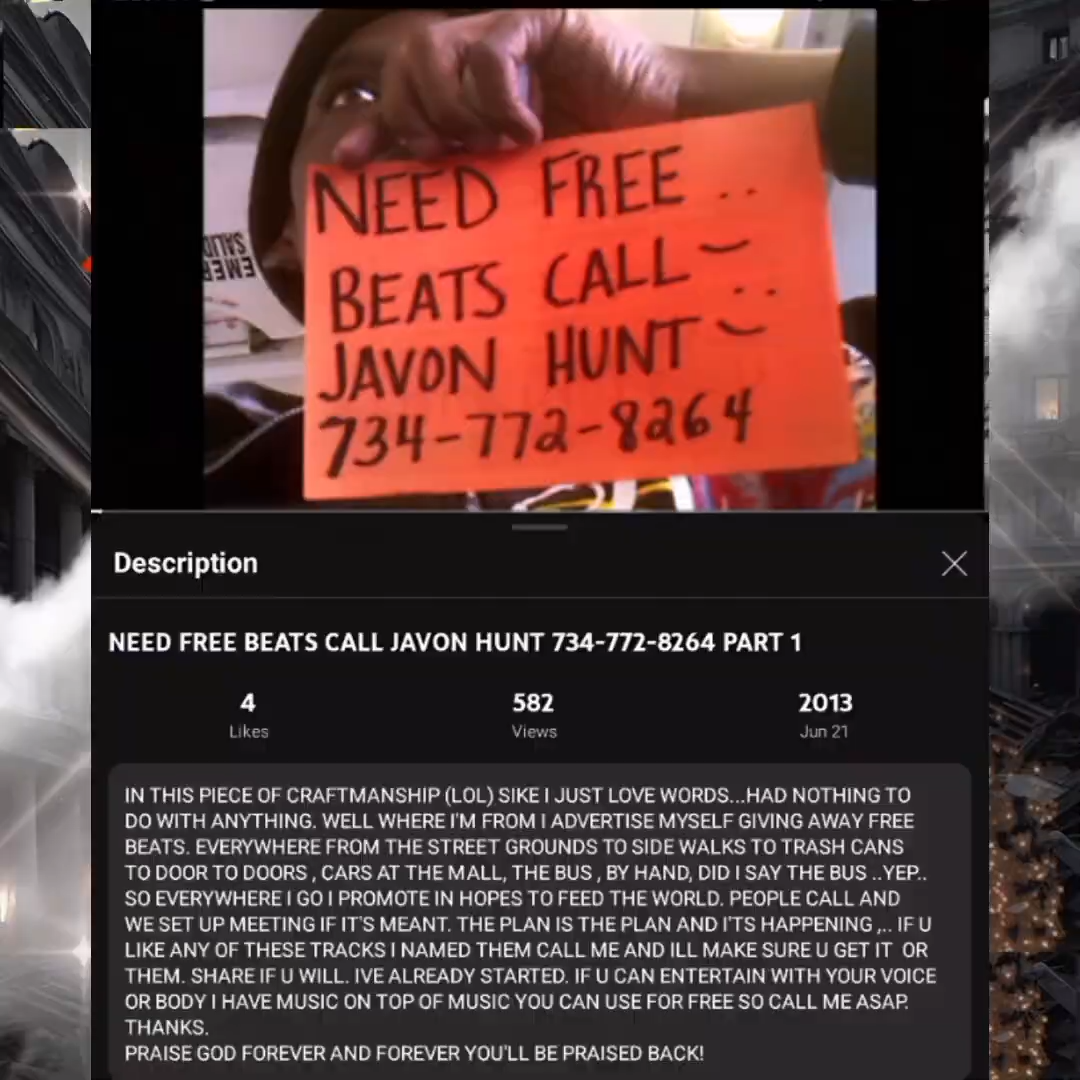 NEED FREE ..
BEATS CALL ..
JAVON HUNT
734-772-8264
Description
NEED FREE BEATS CALL JAVON HUNT 734-772-8264 PART 1
4 582 2013
Likes Views Jun 21
IN THIS PIECE OF CRAFTMANSHIP (LOL) SIKE I JUST LOVE WORDS...HAD NOTHING TO
DO WITH ANYTHING. WELL WHERE I'M FROM I ADVERTISE MYSELF GIVING AWAY FREE
BEATS. EVERYWHERE FROM THE STREET GROUNDS TO SIDE WALKS TO TRASH CANS
TO DOOR TO DOORS , CARS AT THE MALL, THE BUS , BY HAND, DID I SAY THE BUS ..YEP..
SO EVERYWHERE I GO I PROMOTE IN HOPES TO FEED THE WORLD. PEOPLE CALL AND
WE SET UP MEETING IF IT'S MEANT. THE PLAN IS THE PLAN AND I'TS HAPPENING ,.. IF U
LIKE ANY OF THESE TRACKS I NAMED THEM CALL ME AND ILL MAKE SURE U GET IT OR
THEM. SHARE IF U WILL. IVE ALREADY STARTED. IF U CAN ENTERTAIN WITH YOUR VOICE
OR BODY I HAVE MUSIC ON TOP OF MUSIC YOU CAN USE FOR FREE SO CALL ME ASAP.
THANKS.
PRAISE GOD FOREVER AND FOREVER YOU'LL BE PRAISED BACK!